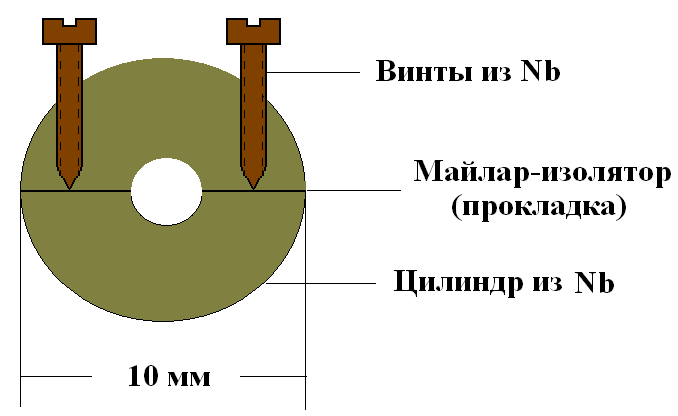 Винты из Nb
Майлар-изолятор
(прокладка)
Цилиндр из Nb
10 мм